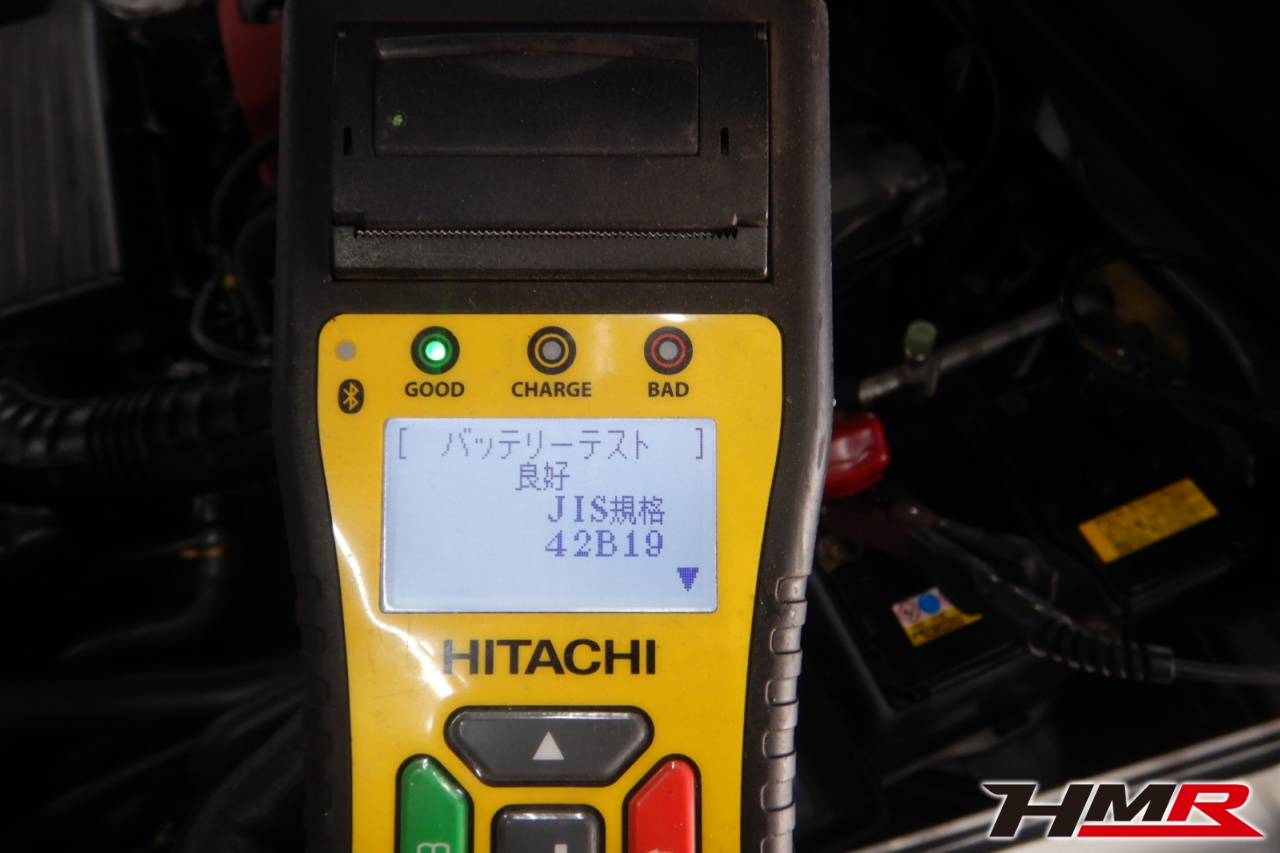 GOOD CHARGE BAD
[ バッテリーテスト ]
良好
JIS規格
42B19
▼
HITACHI
▲
HMR